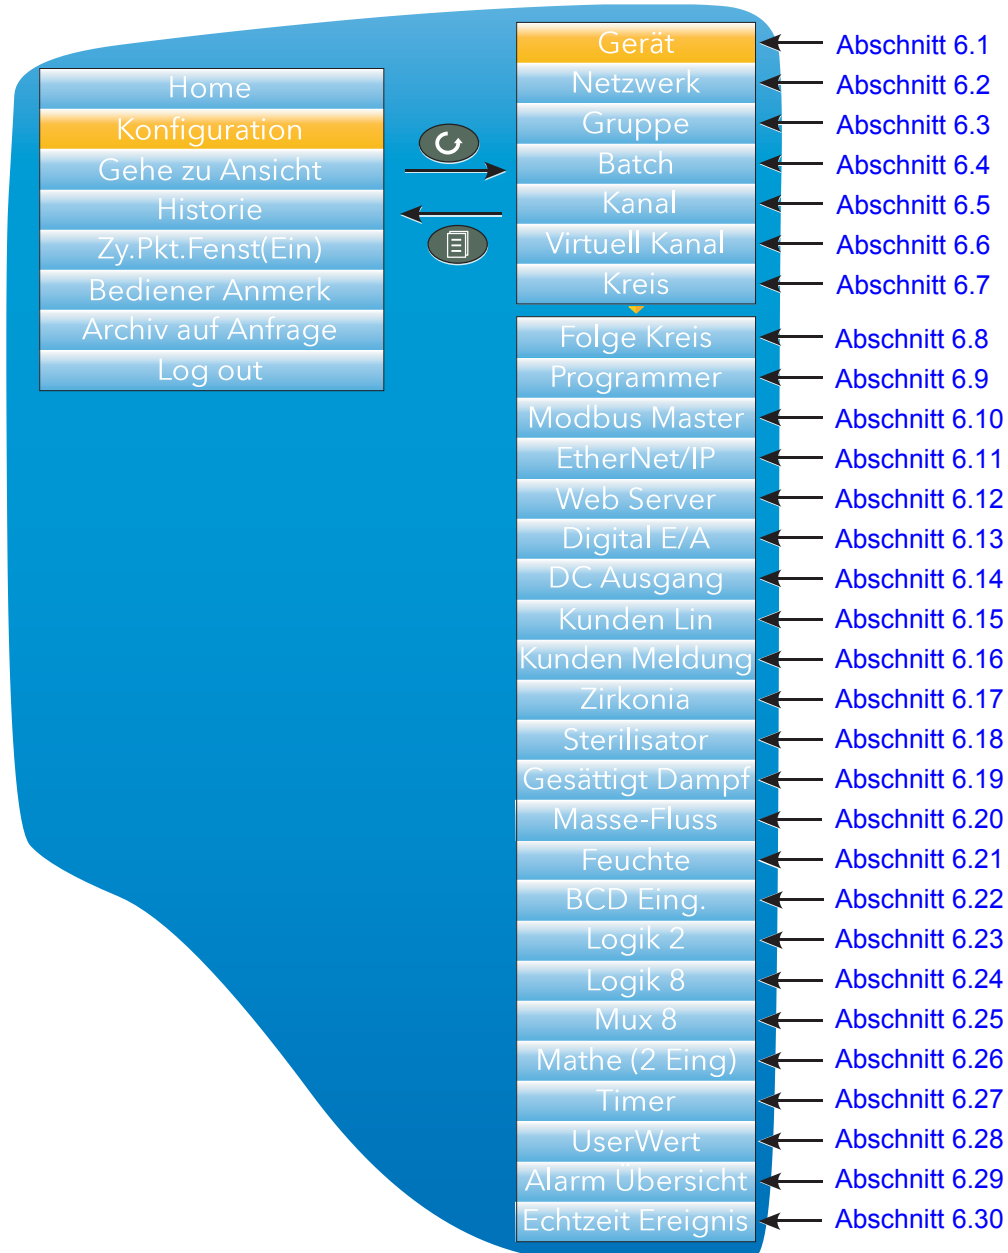 Home
Konfiguration
Gehe zu Ansicht
Historie
Zy.Pkt.Fenst(Ein)
Bediener Anmerk
Archiv auf Anfrage
Log out
Gerät Abschnitt 6.1
Netzwerk Abschnitt 6.2
Gruppe Abschnitt 6.3
Batch Abschnitt 6.4
Kanal Abschnitt 6.5
Virtuell Kanal Abschnitt 6.6
Kreis Abschnitt 6.7
Folge Kreis Abschnitt 6.8
Programmer Abschnitt 6.9
Modbus Master Abschnitt 6.10
EtherNet/IP Abschnitt 6.11
Web Server Abschnitt 6.12
Digital E/A Abschnitt 6.13
DC Ausgang Abschnitt 6.14
Kunden Lin Abschnitt 6.15
Kunden Meldung Abschnitt 6.16
Zirkonia Abschnitt 6.17
Sterilisator Abschnitt 6.18
Gesättigt Dampf Abschnitt 6.19
Masse-Fluss Abschnitt 6.20
Feuchte Abschnitt 6.21
BCD Eing. Abschnitt 6.22
Logik 2 Abschnitt 6.23
Logik 8 Abschnitt 6.24
Mux 8 Abschnitt 6.25
Mathe (2 Eing) Abschnitt 6.26
Timer Abschnitt 6.27
UserWert Abschnitt 6.28
Alarm Übersicht Abschnitt 6.29
Echtzeit Ereignis Abschnitt 6.30